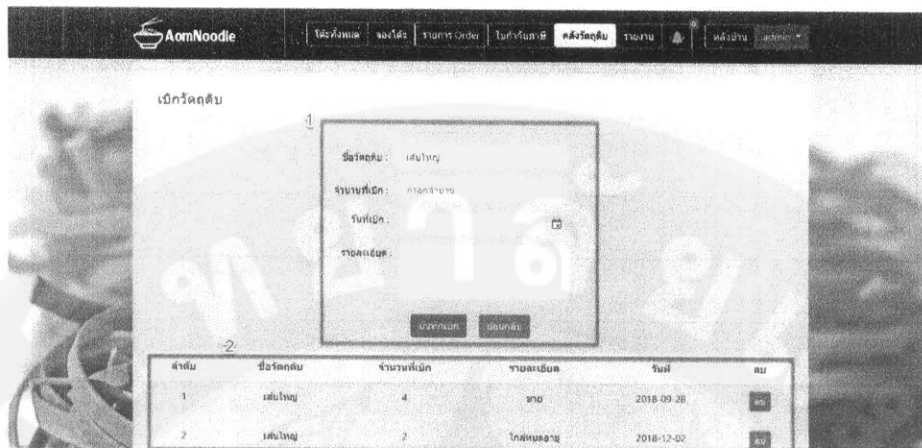 AomNoodle
โต๊ะทั้งหมด จองโต๊ะ รายการ Order ใบกำกับภาษี คลังวัตถุดิบ รายงาน 0 หลังบ้าน admin
เบิกวัตถุดิบ
1
ชื่อวัตถุดิบ : เส้นใหญ่
จำนวนที่เบิก : กรอกจำนวน
วันที่เบิก :
รายละเอียด :
บันทึกเบิก ย้อนกลับ
2
ลำดับ ชื่อวัตถุดิบ จำนวนที่เบิก รายละเอียด วันที่ ลบ
1 เส้นใหญ่ 4 ขาย 2018-09-28 ลบ
2 เส้นใหญ่ 2 ใกล้หมดอายุ 2018-12-02 ลบ